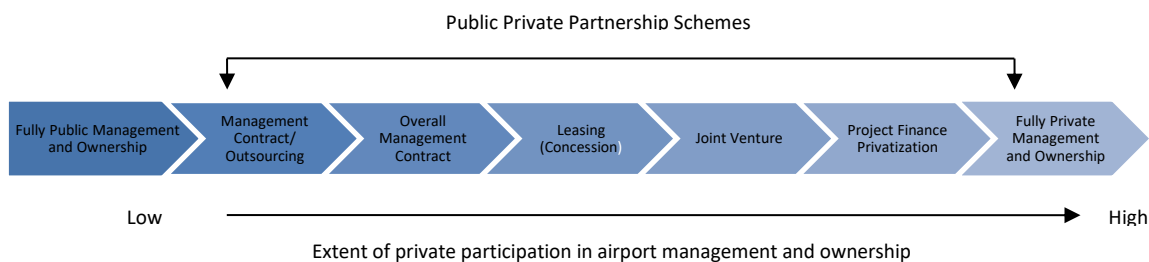 Public Private Partnership Schemes
Fully Public Management
and Ownership
Management
Contract/
Outsourcing
Overall
Management
Contract
Leasing
(Concession)
Joint Venture
Project Finance
Privatization
Fully Private
Management
and Ownership
Low
High
Extent of private participation in airport management and ownership